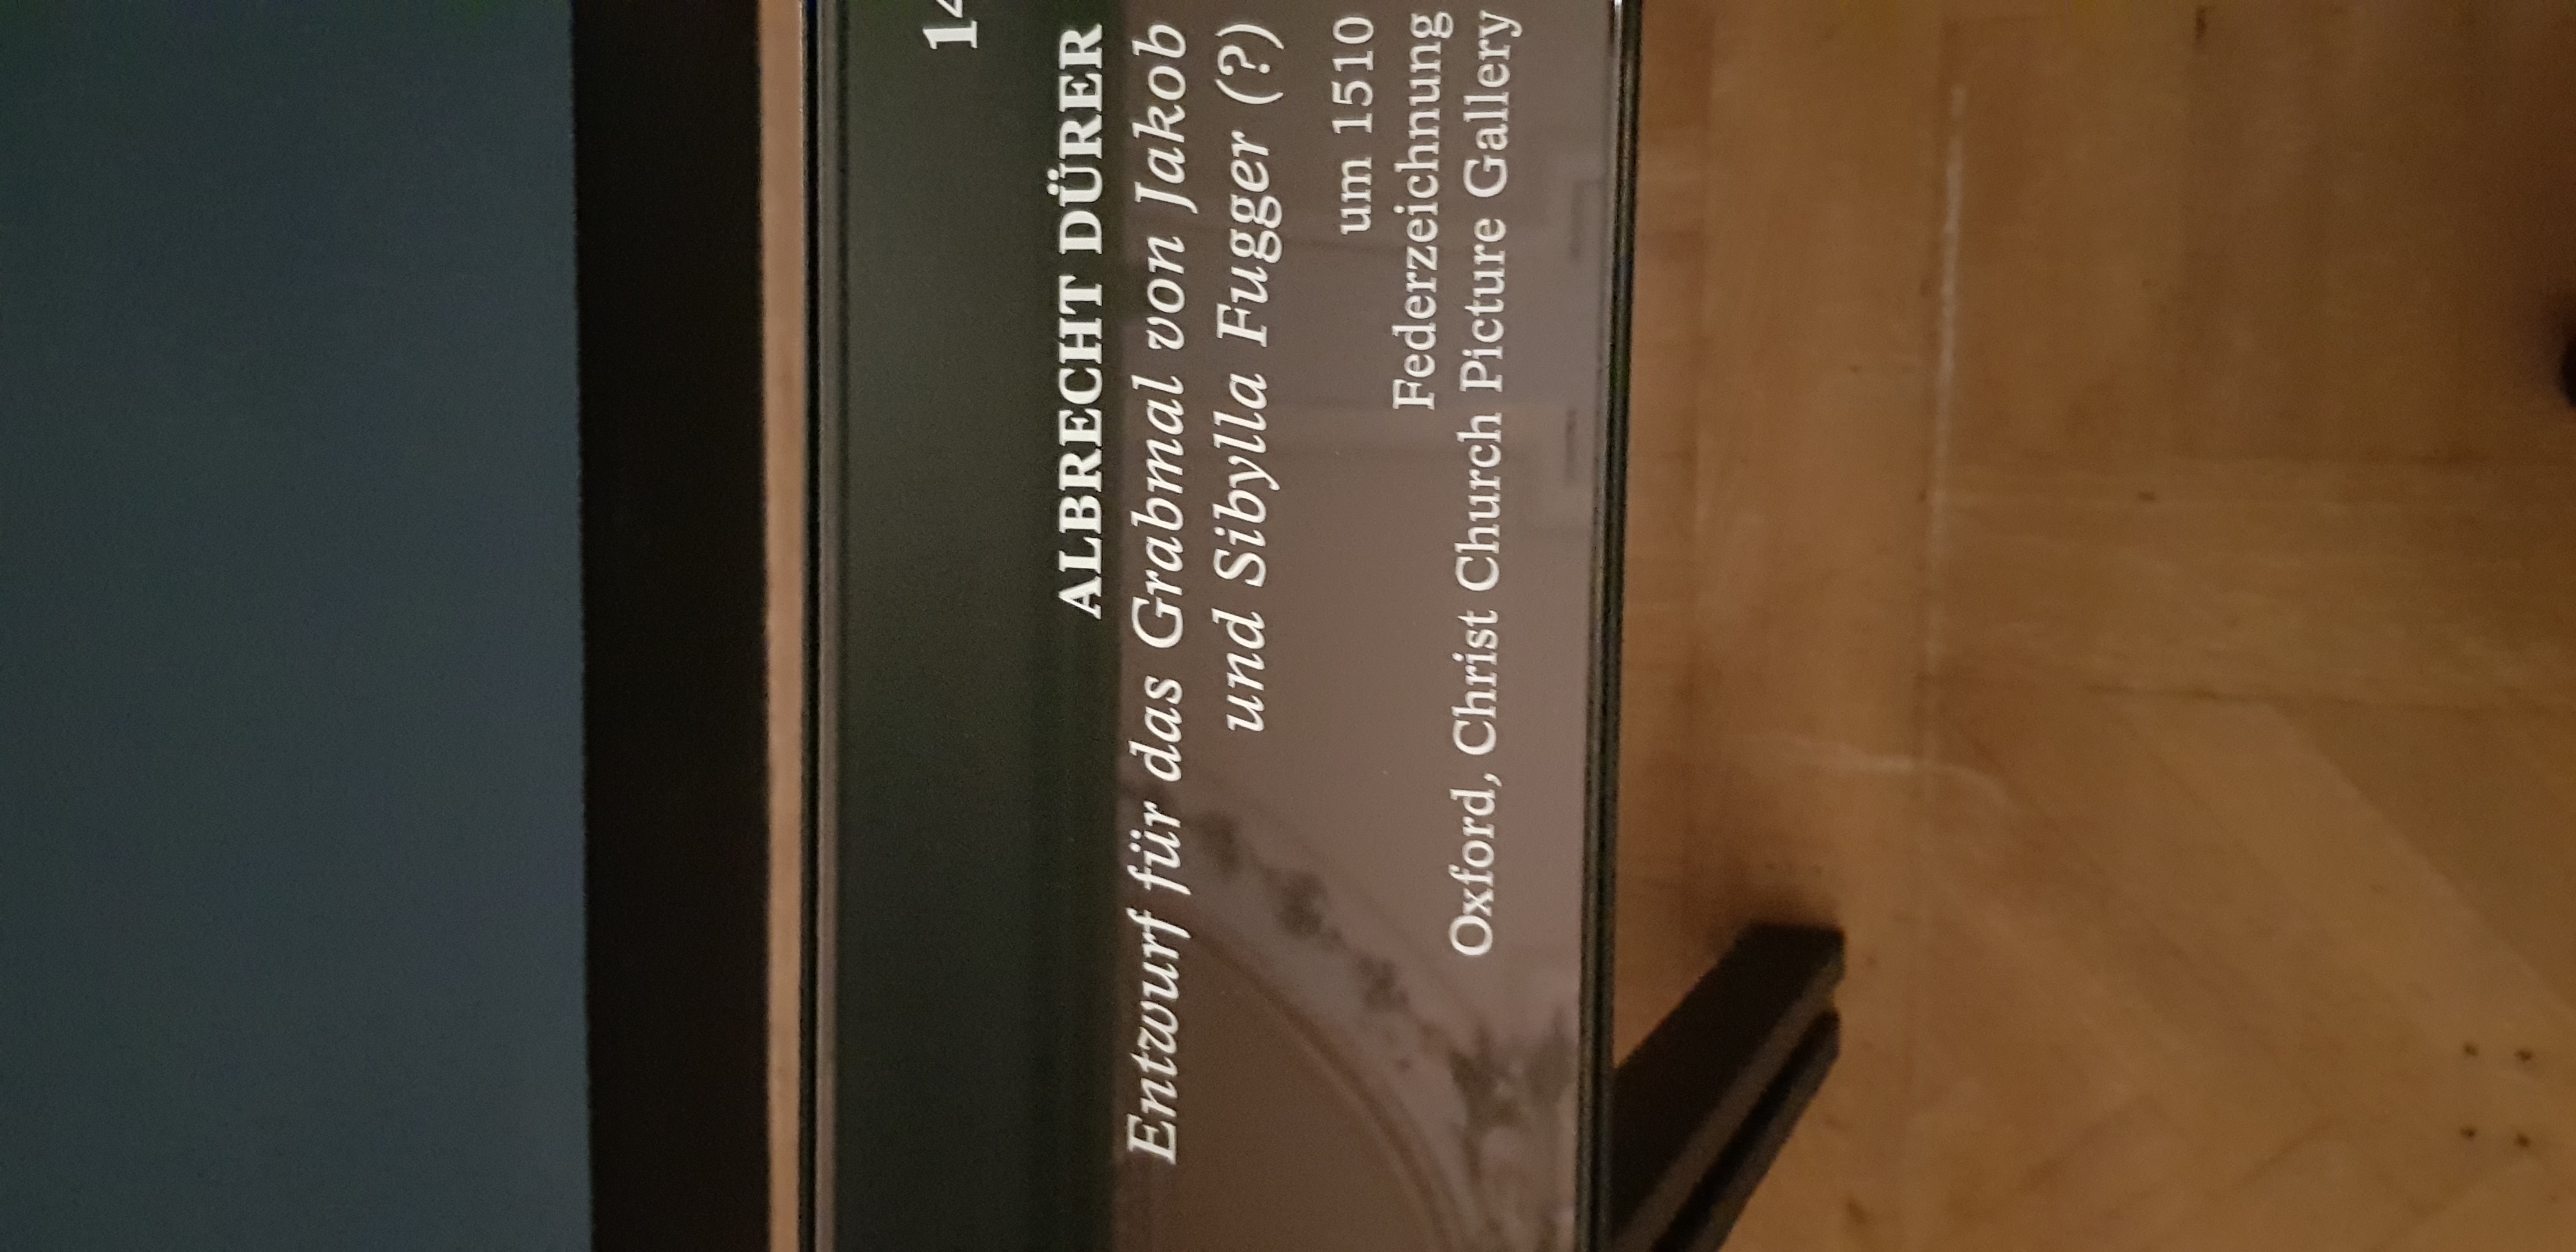 14
ALBRECHT DÜRER
Entwurf für das Grabmal von Jakob
und Sibylla Fugger (?)
um 1510
Federzeichnung
Oxford, Christ Church Picture Gallery